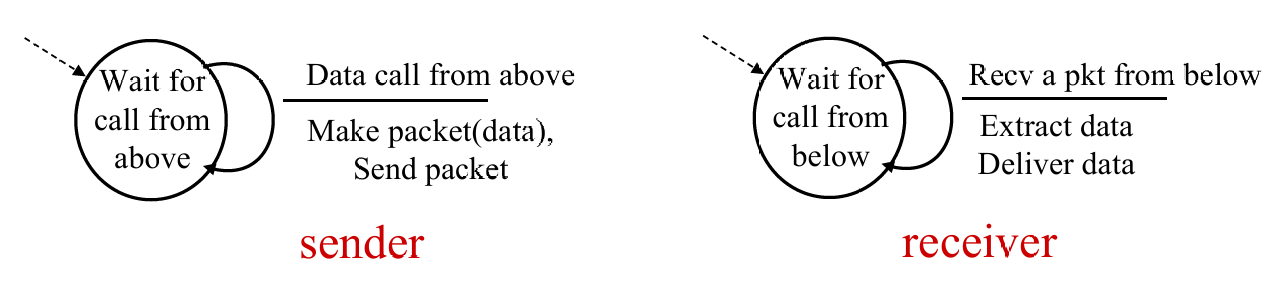 Wait for
call from
above
Data call from above
Make packet(data),
Send packet
sender
Wait for
call from
below
Recv a pkt from below
Extract data
Deliver data
receiver